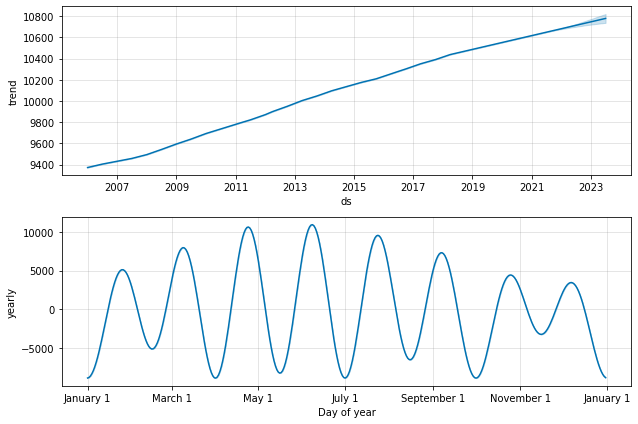 10800
10600
10400
10200
10000
9800
9600
9400
trend
2007 2009 2011 2013 2015 2017 2019 2021 2023
ds
10000
5000
0
−5000
yearly
January 1 March 1 May 1 July 1 September 1 November 1 January 1
Day of year